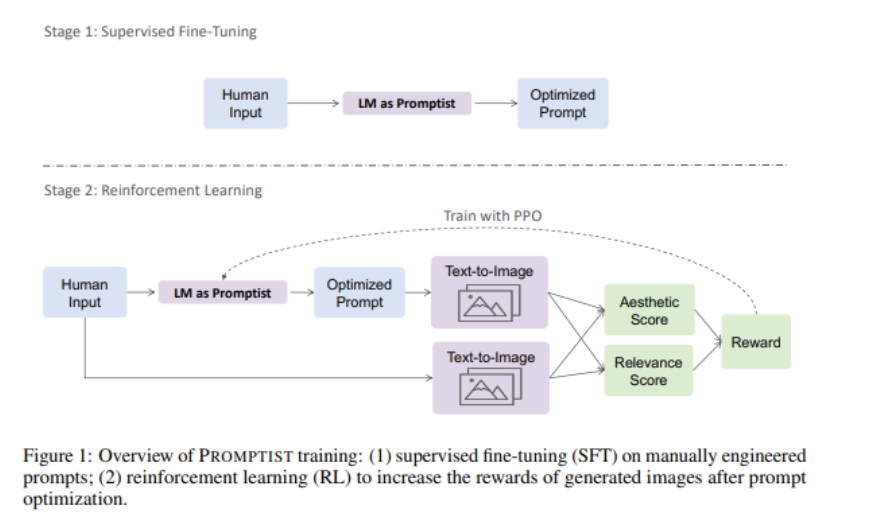 Stage 1: Supervised Fine-Tuning
Human
Input
LM as Promptist
Optimized
Prompt
Stage 2: Reinforcement Learning
Train with PPO
Human
Input
LM as Promptist
Optimized
Prompt
Text-to-Image
Text-to-Image
Aesthetic
Score
Relevance
Score
Reward
Figure 1: Overview of PROMPTIST training: (1) supervised fine-tuning (SFT) on manually engineered
prompts; (2) reinforcement learning (RL) to increase the rewards of generated images after prompt
optimization.